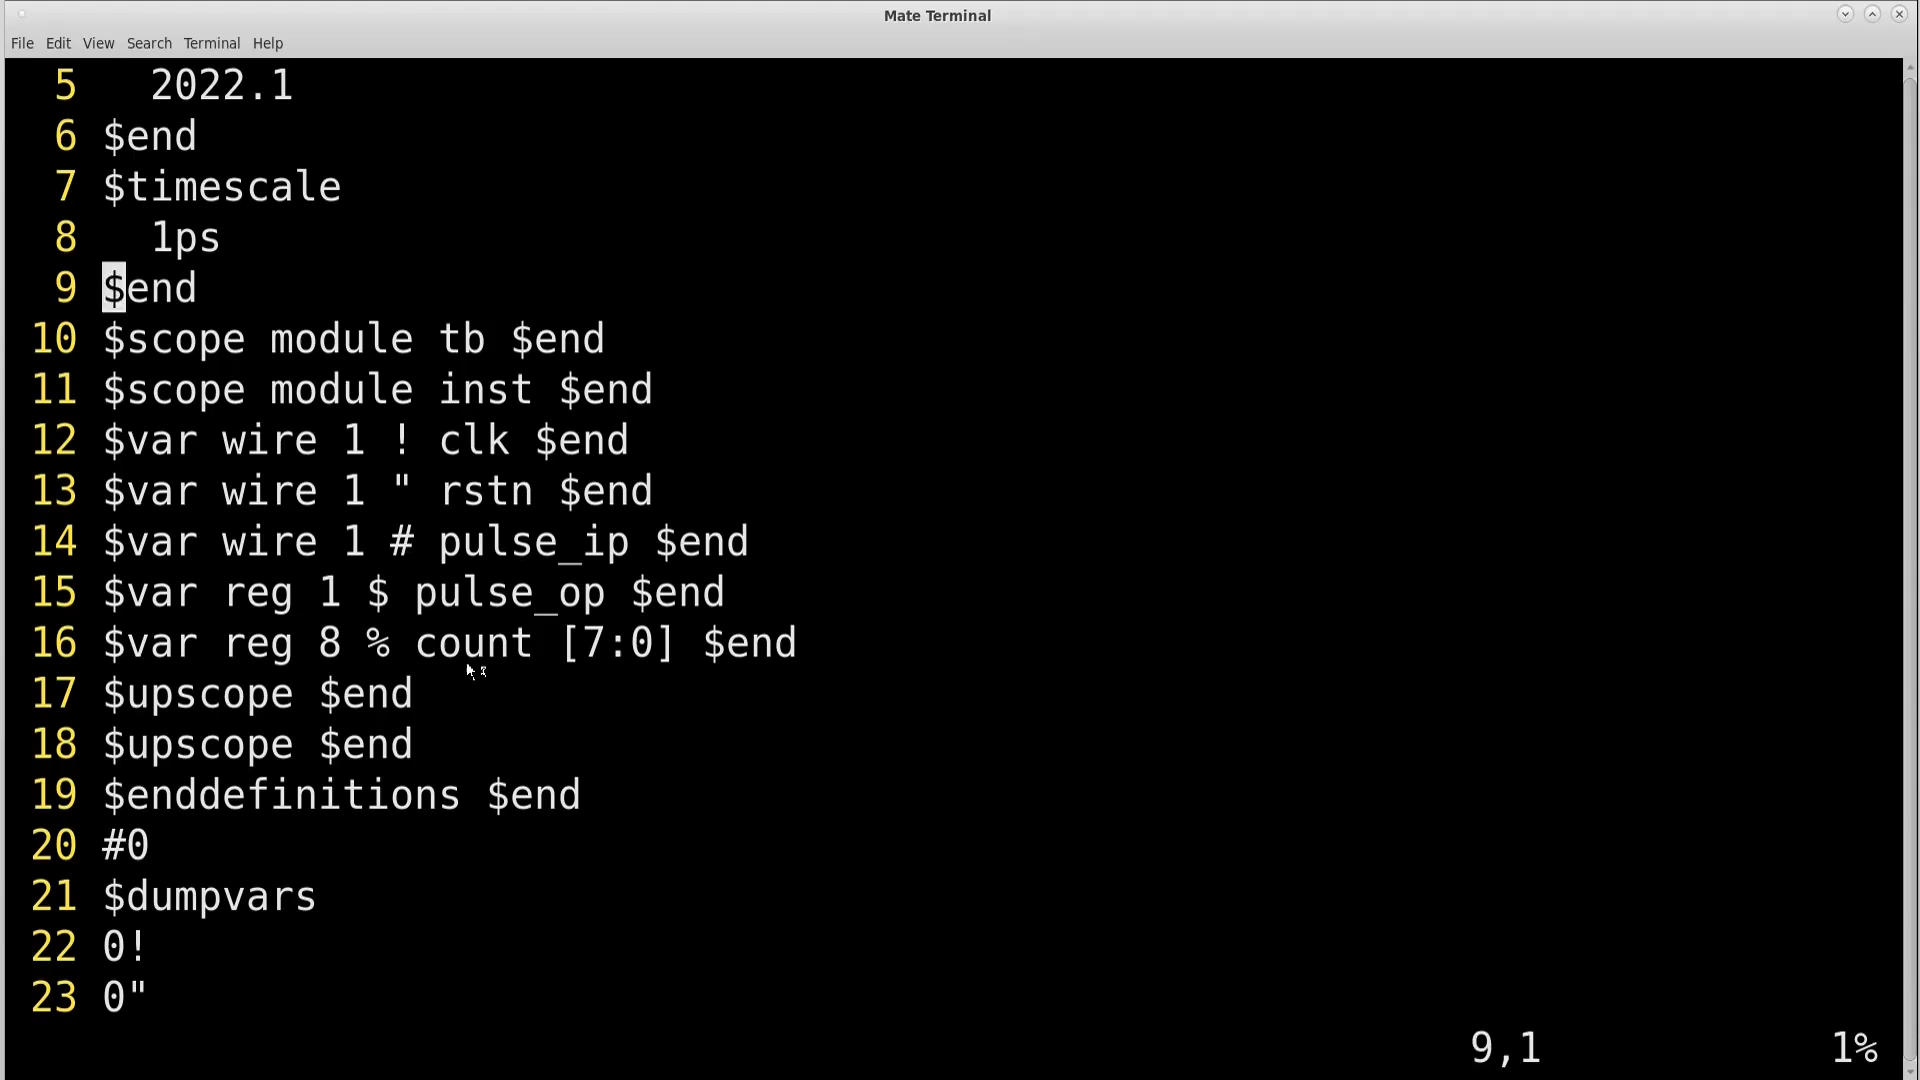 Mate Terminal
File Edit View Search Terminal Help
5 2022.1
6 $end
7 $timescale
8 1ps
9 $end
10 $scope module tb $end
11 $scope module inst $end
12 $var wire 1 ! clk $end
13 $var wire 1 " rstn $end
14 $var wire 1 # pulse_ip $end
15 $var reg 1 $ pulse_op $end
16 $var reg 8 % count [7:0] $end
17 $upscope $end
18 $upscope $end
19 $enddefinitions $end
20 #0
21 $dumpvars
22 0!
23 0"
9,1 1%